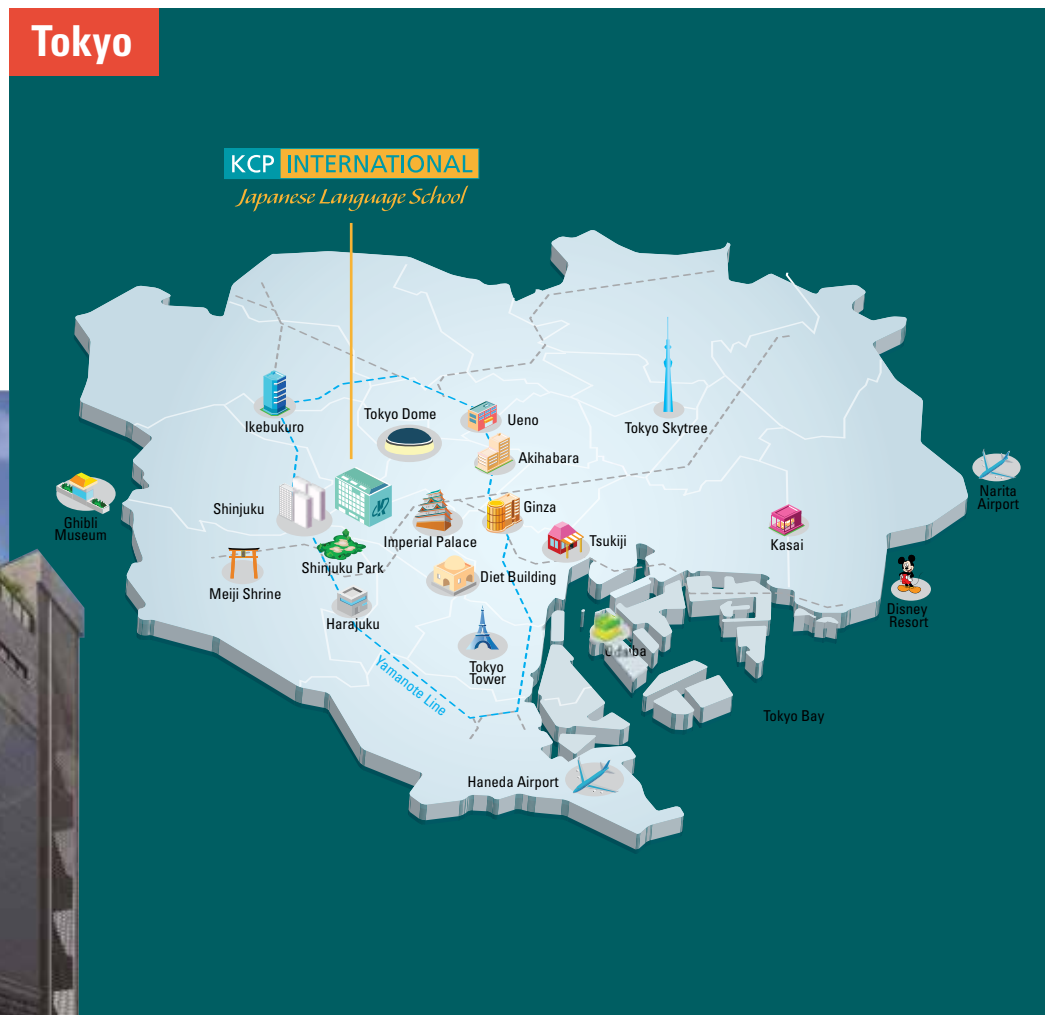 Tokyo
KCP INTERNATIONAL
Japanese Language School
Tokyo Dome
Ueno
Ikebukuro
Tokyo Skytree
Akihabara
Narita
Airport
Shinjuku
Ginza
Ghibli
Museum
Imperial Palace
Tsukiji
Kasai
Shinjuku Park
Diet Building
Meiji Shrine
Disney
Resort
Harajuku
Tokyo
Tower
Yamanote Line
Tokyo Bay
Haneda Airport